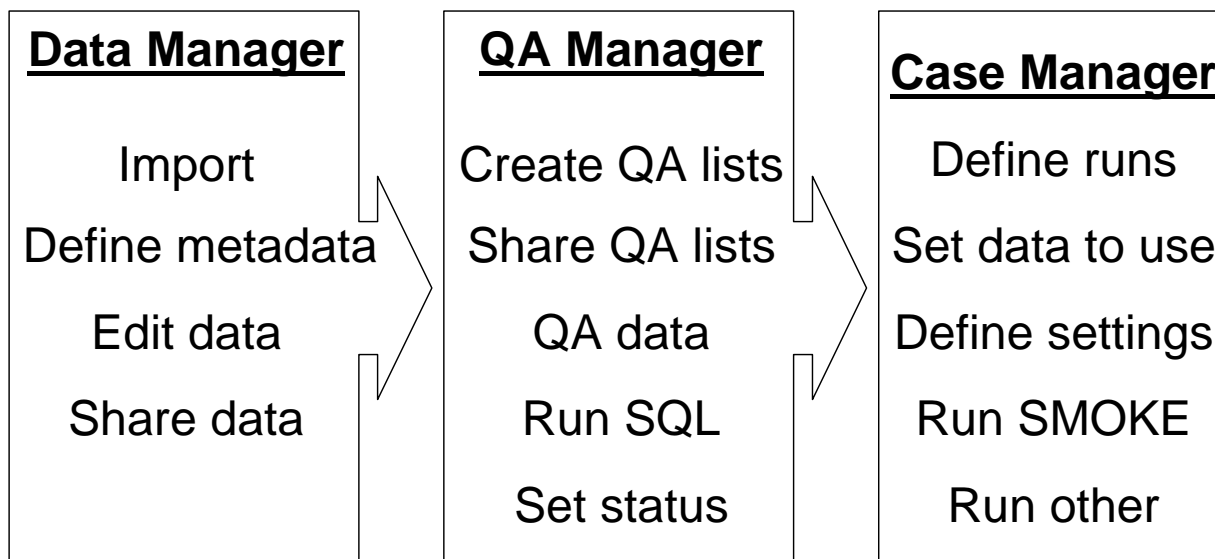 Data Manager
Import
Define metadata
Edit data
Share data
QA Manager
Create QA lists
Share QA lists
QA data
Run SQL
Set status
Case Manager
Define runs
Set data to use
Define settings
Run SMOKE
Run other